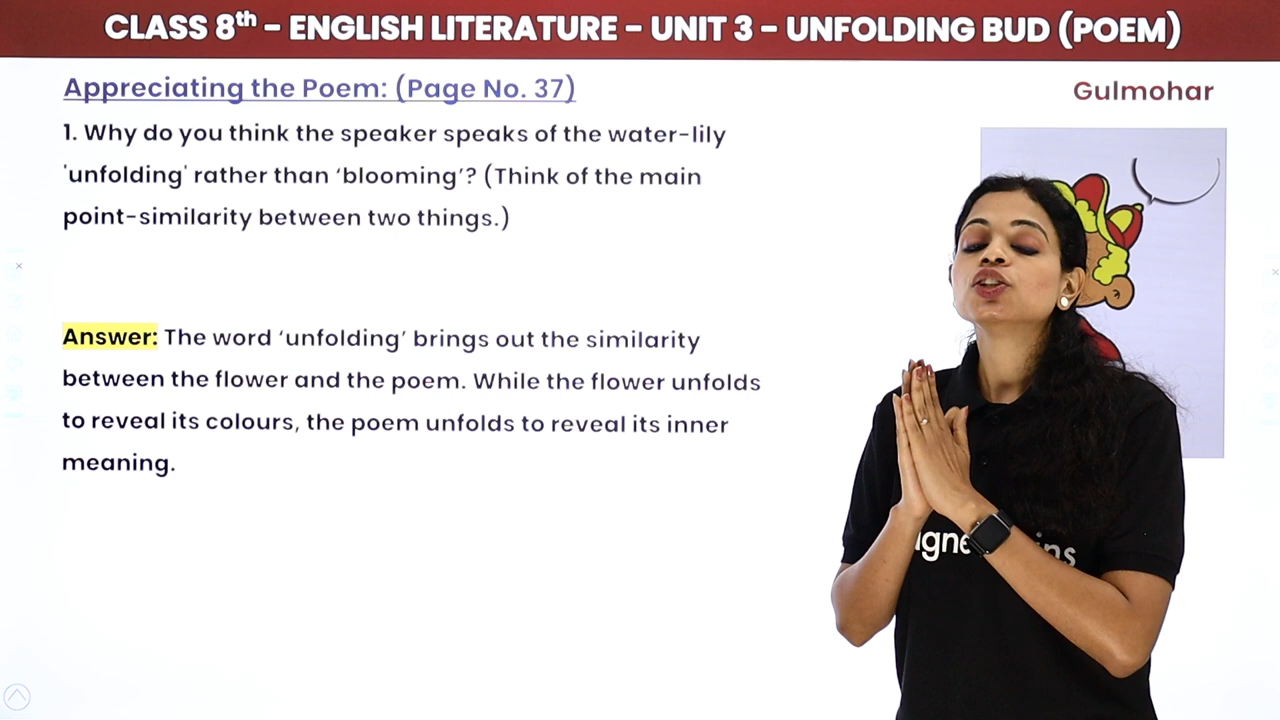 CLASS 8th – ENGLISH LITERATURE – UNIT 3 – UNFOLDING BUD (POEM)
Appreciating the Poem: (Page No. 37)
Gulmohar
1. Why do you think the speaker speaks of the water-lily
'unfolding' rather than ‘blooming’? (Think of the main
point-similarity between two things.)
Answer: The word ‘unfolding’ brings out the similarity
between the flower and the poem. While the flower unfolds
to reveal its colours, the poem unfolds to reveal its inner
meaning.